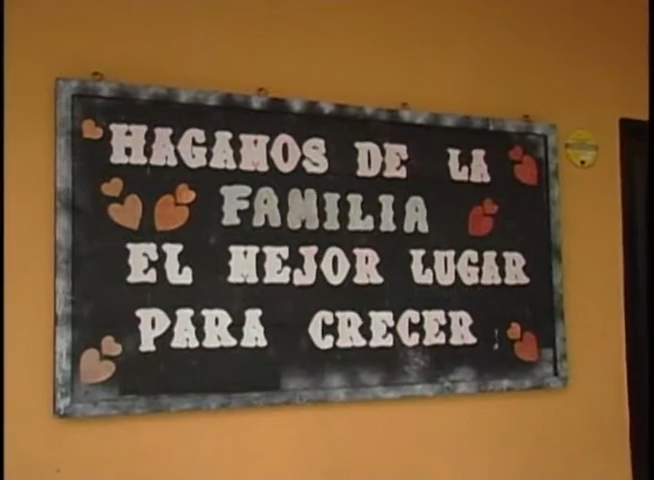 HAGAMOS DE LA
FAMILIA
EL MEJOR LUGAR
PARA CRECER